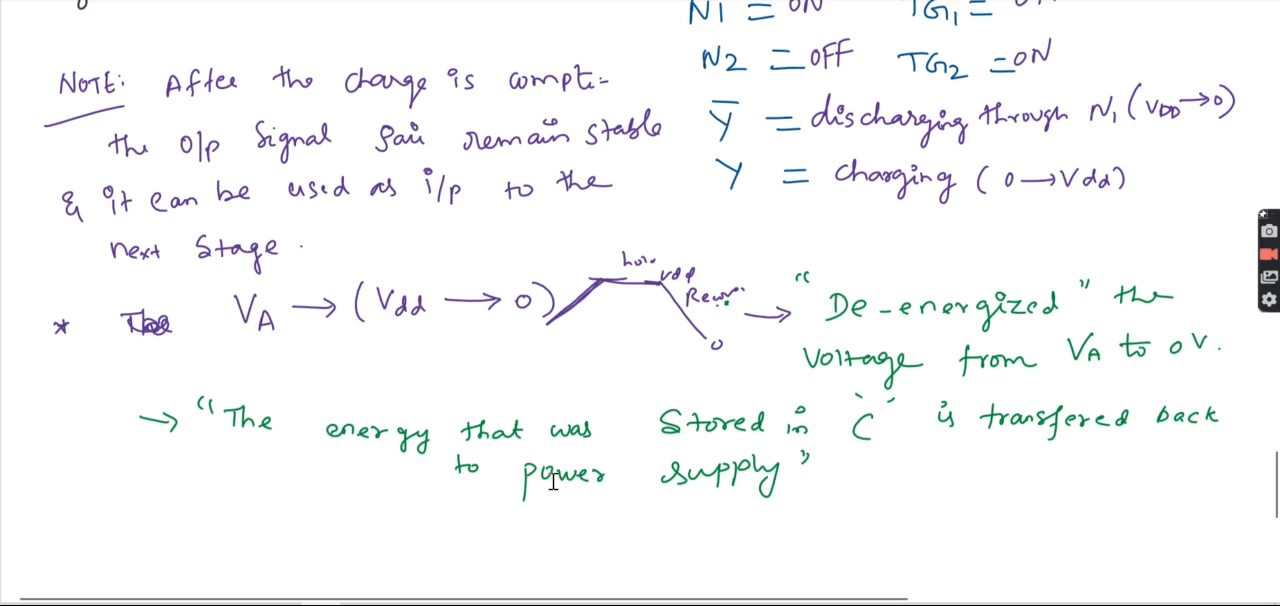 N1 = ON TG1 =
N2 = OFF TG2 = ON
NOTE: After the charge is compt:-
the o/p signal pair remain stable
& it can be used as i/p to the
next stage.
Y̅ = discharging through N1 (VDD → 0)
Y = charging (0 → Vdd)
* The VA → (Vdd → 0)
0
→ "De-energized" the
voltage from VA to 0V.
→ "The energy that was stored in 'C' is transfered back
to power supply"